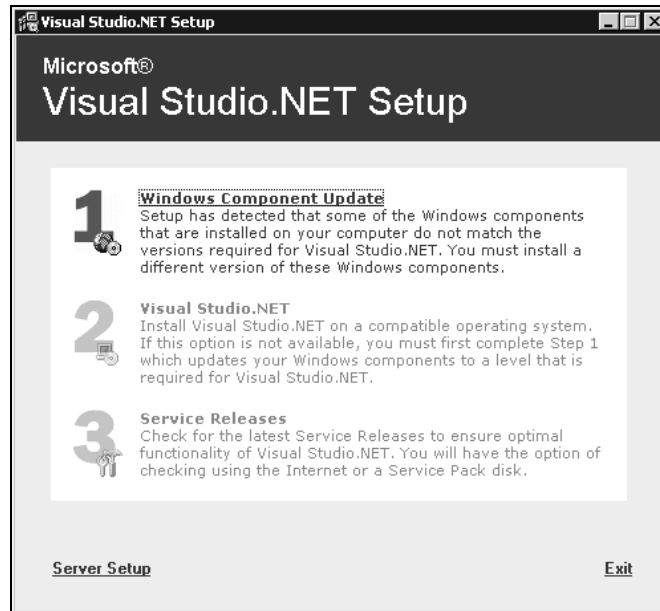 Visual Studio.NET Setup
Microsoft®
Visual Studio.NET Setup
1
Windows Component Update
Setup has detected that some of the Windows components
that are installed on your computer do not match the
versions required for Visual Studio.NET. You must install a
different version of these Windows components.
2
Visual Studio.NET
Install Visual Studio.NET on a compatible operating system.
If this option is not available, you must first complete Step 1
which updates your Windows components to a level that is
required for Visual Studio.NET.
3
Service Releases
Check for the latest Service Releases to ensure optimal
functionality of Visual Studio.NET. You will have the option of
checking using the Internet or a Service Pack disk.
Server Setup
Exit